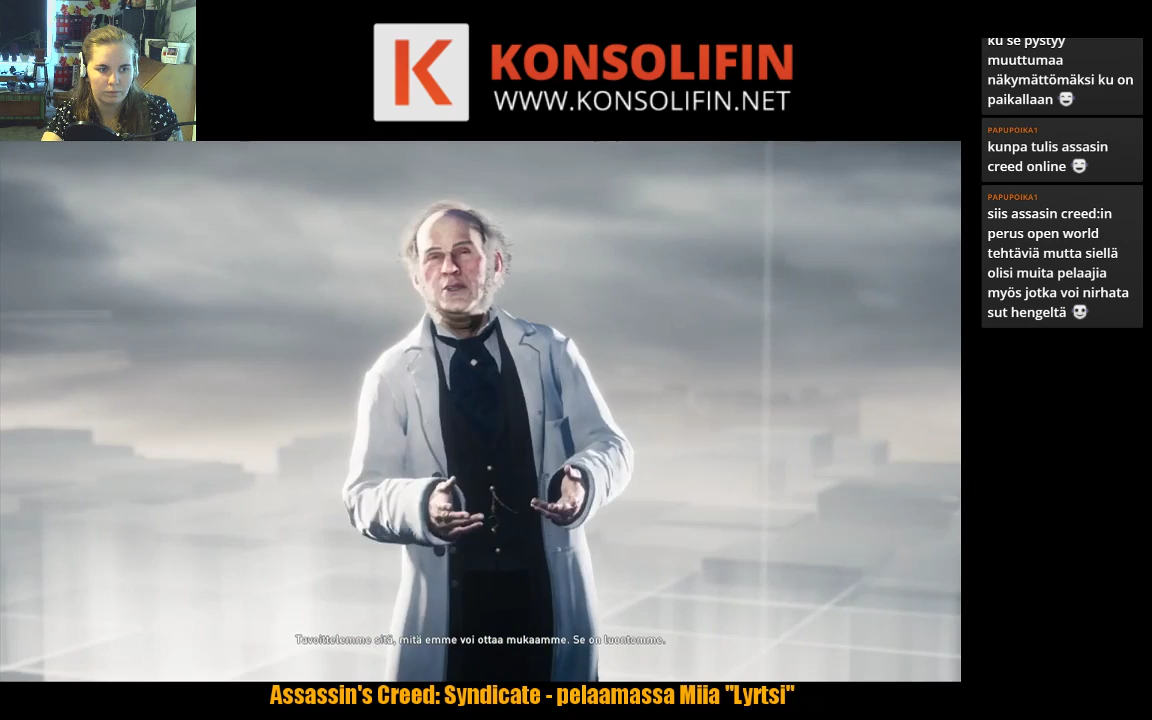 K
KONSOLIFIN
WWW.KONSOLIFIN.NET
ku se pystyy
muuttumaa
näkymättömäksi ku on
paikallaan
PAPUPOIKA1
kunpa tulis assasin
creed online
PAPUPOIKA1
siis assasin creed:in
perus open world
tehtäviä mutta siellä
olisi muita pelaajia
myös jotka voi nirhata
sut hengeltä
Tavoittelemme sitä, mitä emme voi ottaa mukaamme. Se on luontomme.
Assassin's Creed: Syndicate - pelaamassa Miia "Lyrtsi"